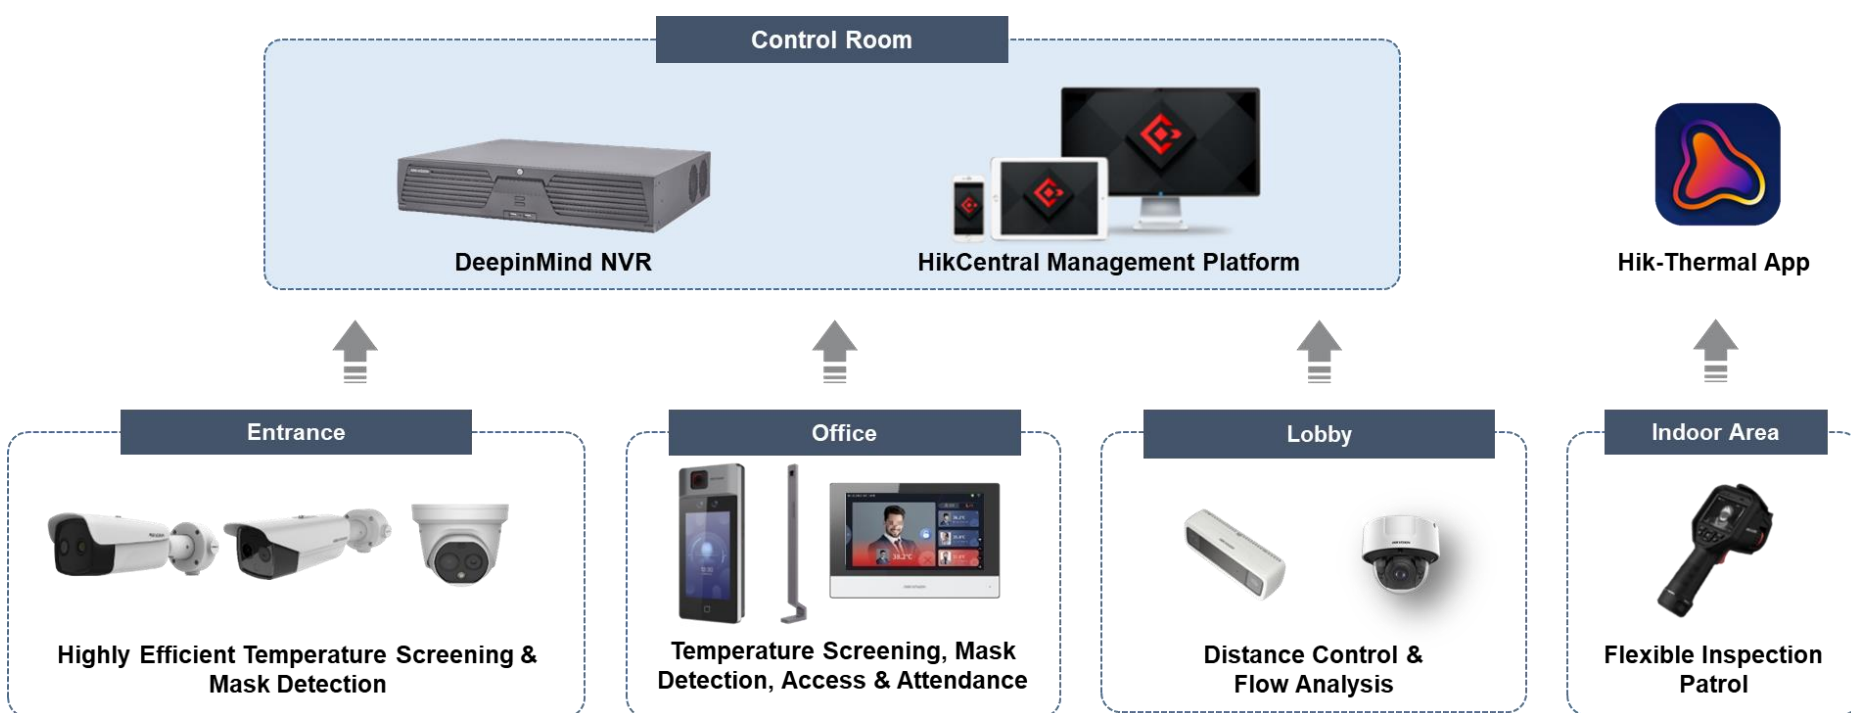 Control Room
DeepinMind NVR
HikCentral Management Platform
Hik-Thermal App
Entrance
Office
Lobby
Indoor Area
Highly Efficient Temperature Screening &
Mask Detection
Temperature Screening, Mask
Detection, Access & Attendance
Distance Control &
Flow Analysis
Flexible Inspection
Patrol